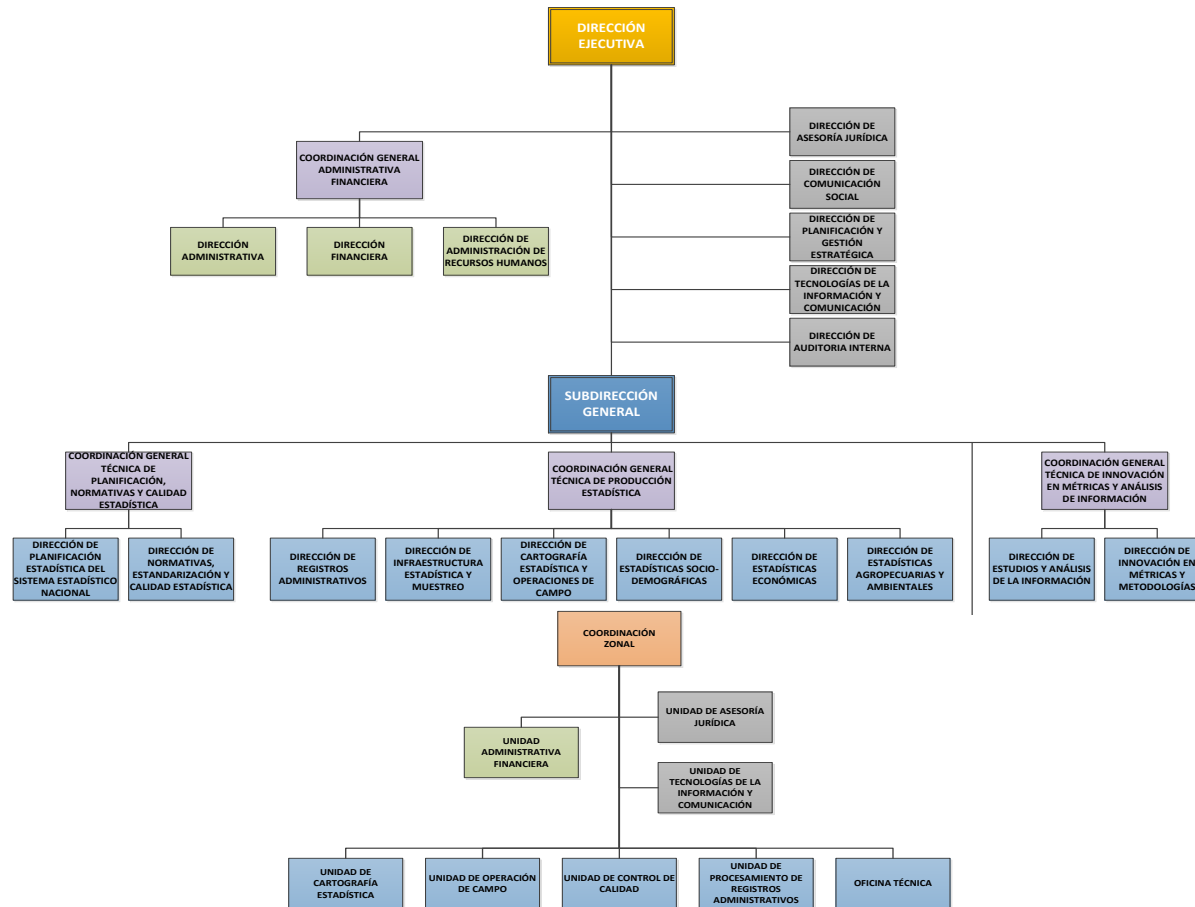 DIRECCIÓN
EJECUTIVA
DIRECCIÓN DE
ASESORÍA JURÍDICA
COORDINACIÓN GENERAL
ADMINISTRATIVA
FINANCIERA
DIRECCIÓN DE
COMUNICACIÓN
SOCIAL
DIRECCIÓN
ADMINISTRATIVA
DIRECCIÓN
FINANCIERA
DIRECCIÓN DE
ADMINISTRACIÓN DE
RECURSOS HUMANOS
DIRECCIÓN DE
PLANIFICACIÓN Y
GESTIÓN
ESTRATÉGICA
DIRECCIÓN DE
TECNOLOGÍAS DE LA
INFORMACIÓN Y
COMUNICACIÓN
DIRECCIÓN DE
AUDITORIA INTERNA
SUBDIRECCIÓN
GENERAL
COORDINACIÓN GENERAL
TÉCNICA DE
PLANIFICACIÓN,
NORMATIVAS Y CALIDAD
ESTADÍSTICA
COORDINACIÓN GENERAL
TÉCNICA DE PRODUCCIÓN
ESTADÍSTICA
COORDINACIÓN GENERAL
TÉCNICA DE INNOVACIÓN
EN MÉTRICAS Y ANÁLISIS
DE INFORMACIÓN
DIRECCIÓN DE
PLANIFICACIÓN
ESTADÍSTICA DEL
SISTEMA ESTADÍSTICO
NACIONAL
DIRECCIÓN DE
NORMATIVAS,
ESTANDARIZACIÓN Y
CALIDAD ESTADÍSTICA
DIRECCIÓN DE
REGISTROS
ADMINISTRATIVOS
DIRECCIÓN DE
INFRAESTRUCTURA
ESTADÍSTICA Y
MUESTREO
DIRECCIÓN DE
CARTOGRAFÍA
ESTADÍSTICA Y
OPERACIONES DE
CAMPO
DIRECCIÓN DE
ESTADÍSTICAS SOCIO-
DEMOGRÁFICAS
DIRECCIÓN DE
ESTADÍSTICAS
ECONÓMICAS
DIRECCIÓN DE
ESTADÍSTICAS
AGROPECUARIAS Y
AMBIENTALES
DIRECCIÓN DE
ESTUDIOS Y ANÁLISIS
DE LA INFORMACIÓN
DIRECCIÓN DE
INNOVACIÓN EN
MÉTRICAS Y
METODOLOGÍAS
COORDINACIÓN
ZONAL
UNIDAD DE ASESORÍA
JURÍDICA
UNIDAD
ADMINISTRATIVA
FINANCIERA
UNIDAD DE
TECNOLOGÍAS DE LA
INFORMACIÓN Y
COMUNICACIÓN
UNIDAD DE
CARTOGRAFÍA
ESTADÍSTICA
UNIDAD DE OPERACIÓN
DE CAMPO
UNIDAD DE CONTROL DE
CALIDAD
UNIDAD DE
PROCESAMIENTO DE
REGISTROS
ADMINISTRATIVOS
OFICINA TÉCNICA